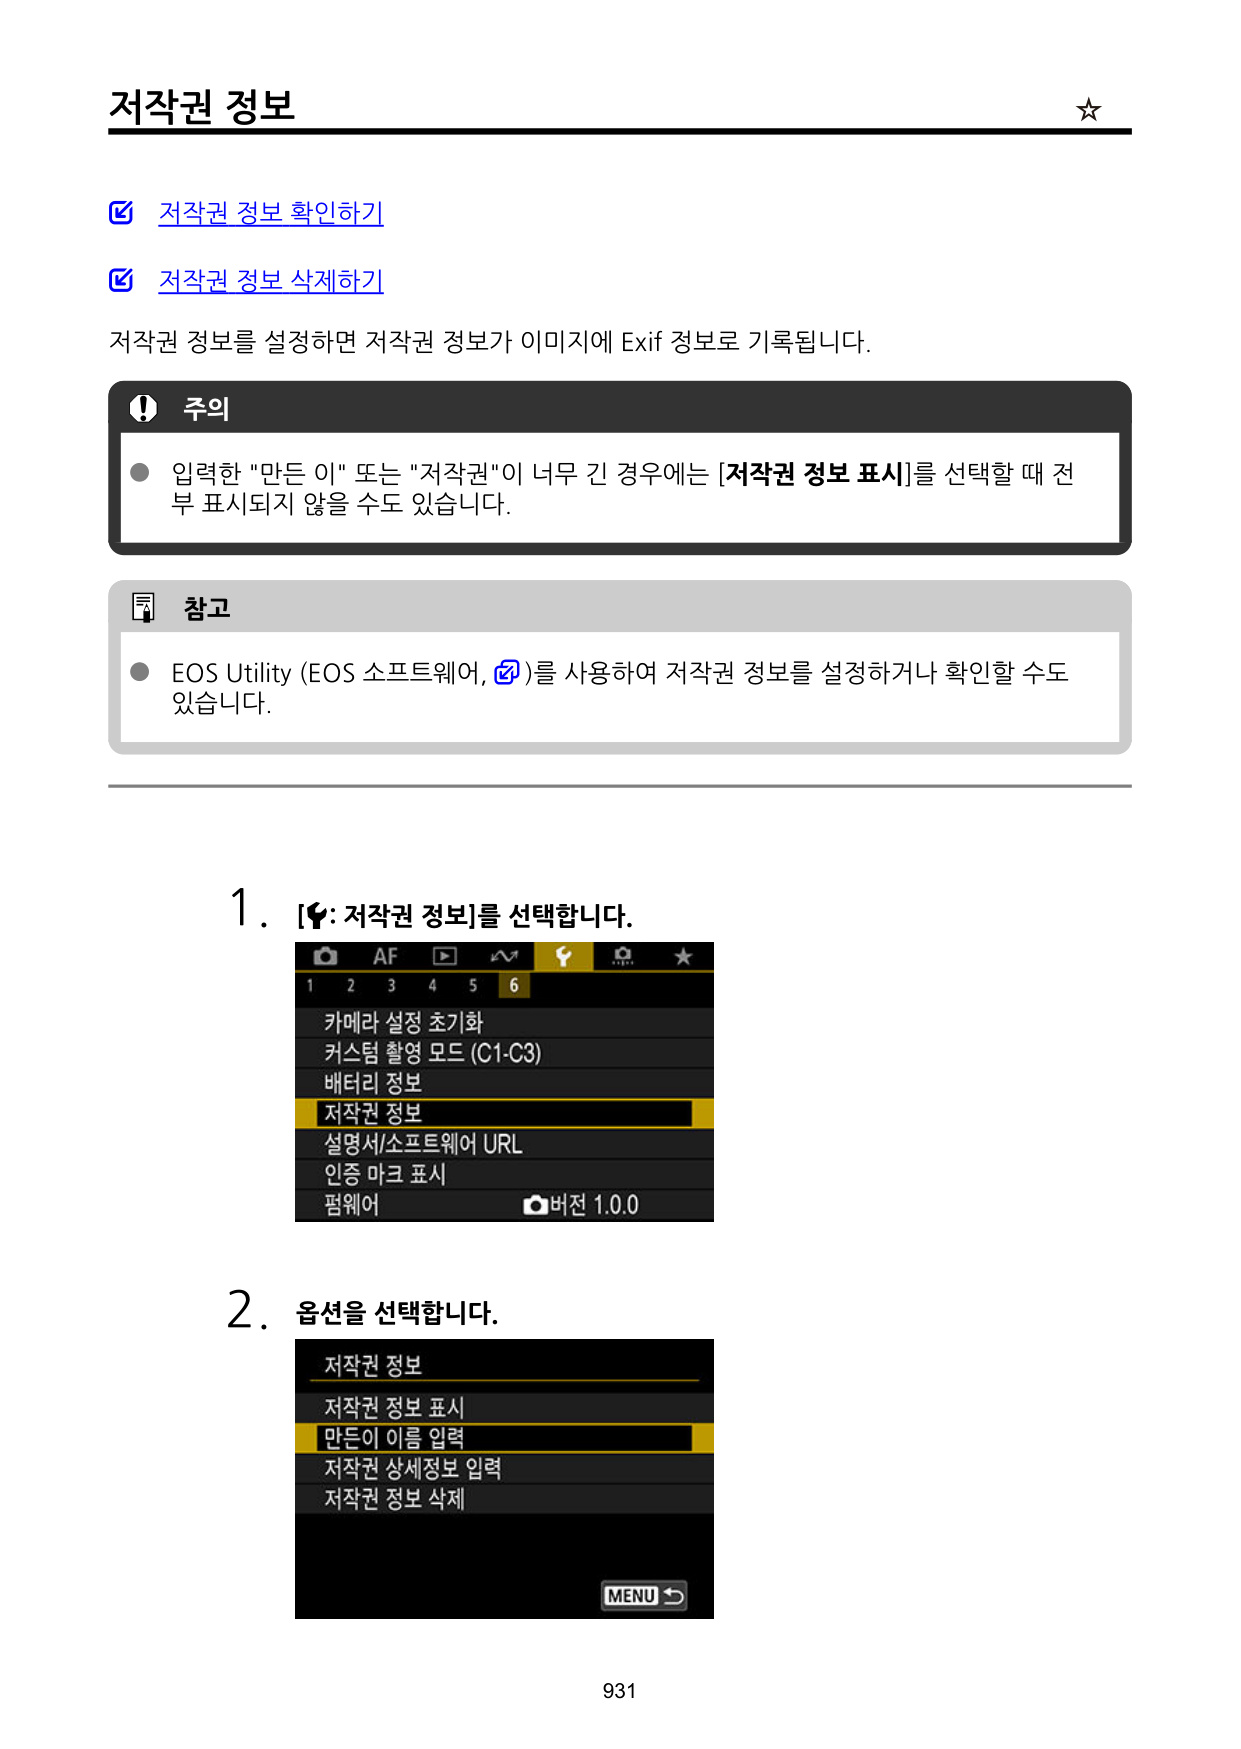 저작권 정보 ☆
저작권 정보 확인하기
저작권 정보 삭제하기
저작권 정보를 설정하면 저작권 정보가 이미지에 Exif 정보로 기록됩니다.
주의
● 입력한 "만든 이" 또는 "저작권"이 너무 긴 경우에는 [저작권 정보 표시]를 선택할 때 전
부 표시되지 않을 수도 있습니다.
참고
● EOS Utility (EOS 소프트웨어, )를 사용하여 저작권 정보를 설정하거나 확인할 수도
있습니다.
1. [: 저작권 정보]를 선택합니다.
AF ★
1 2 3 4 5 6
카메라 설정 초기화
커스텀 촬영 모드 (C1-C3)
배터리 정보
저작권 정보
설명서/소프트웨어 URL
인증 마크 표시
펌웨어 버전 1.0.0
2. 옵션을 선택합니다.
저작권 정보
저작권 정보 표시
만든이 이름 입력
저작권 상세정보 입력
저작권 정보 삭제
MENU
931